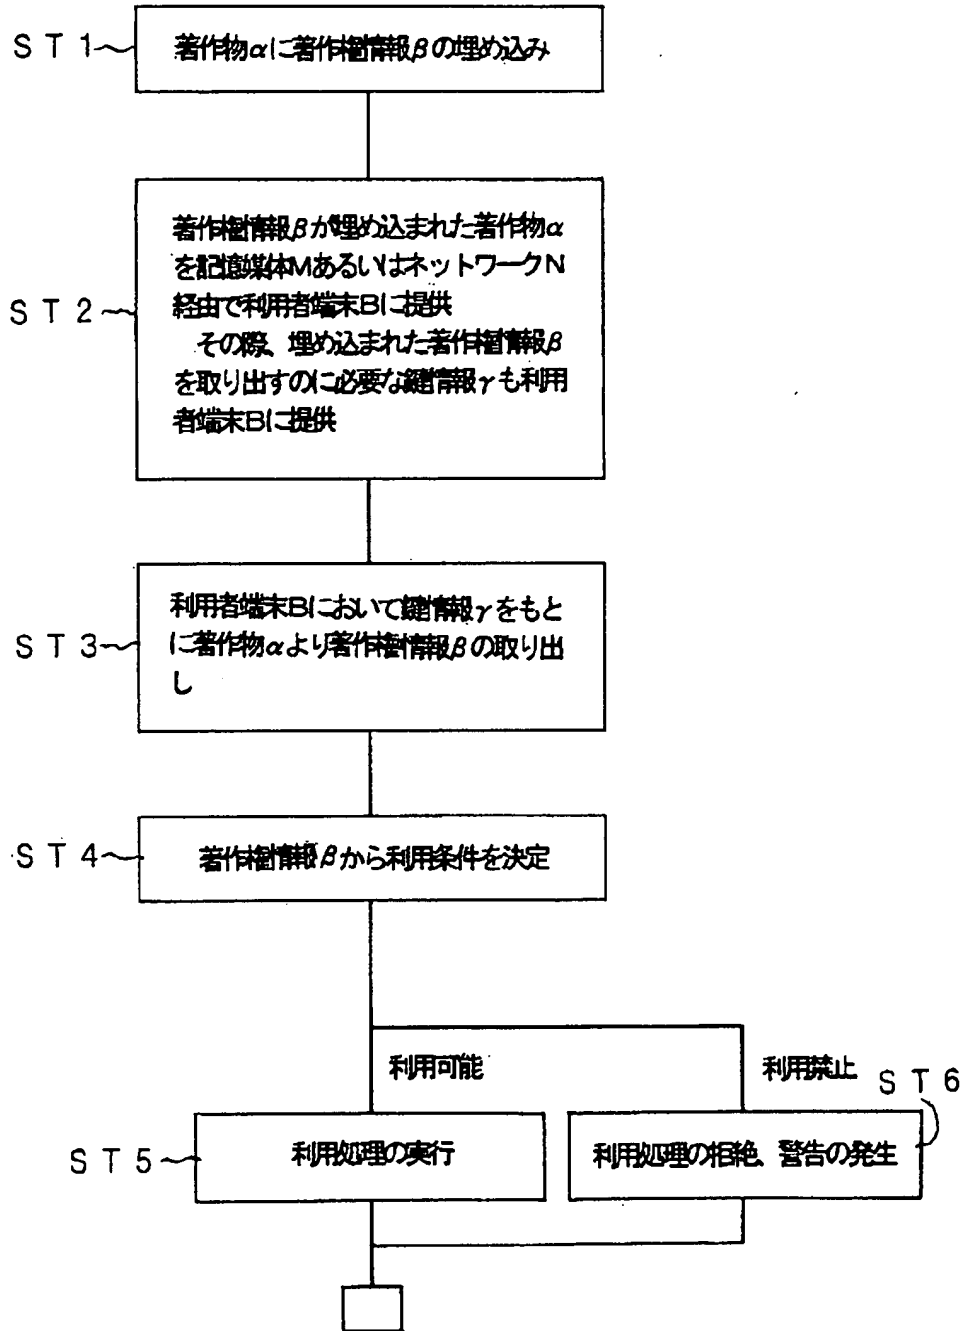 ST1
著作物αに著作権情報βの埋め込み
ST2
著作権情報βが埋め込まれた著作物α
を記憶媒体MあるいはネットワークN
経由で利用者端末Bに提供
その際、埋め込まれた著作権情報β
を取り出すのに必要な鍵情報γも利用
者端末Bに提供
ST3
利用者端末Bにおいて鍵情報γをもと
に著作物αより著作権情報βの取り出
し
ST4
著作権情報βから利用条件を決定
利用可能
利用禁止
ST6
ST5
利用処理の実行
利用処理の拒絶、警告の発生